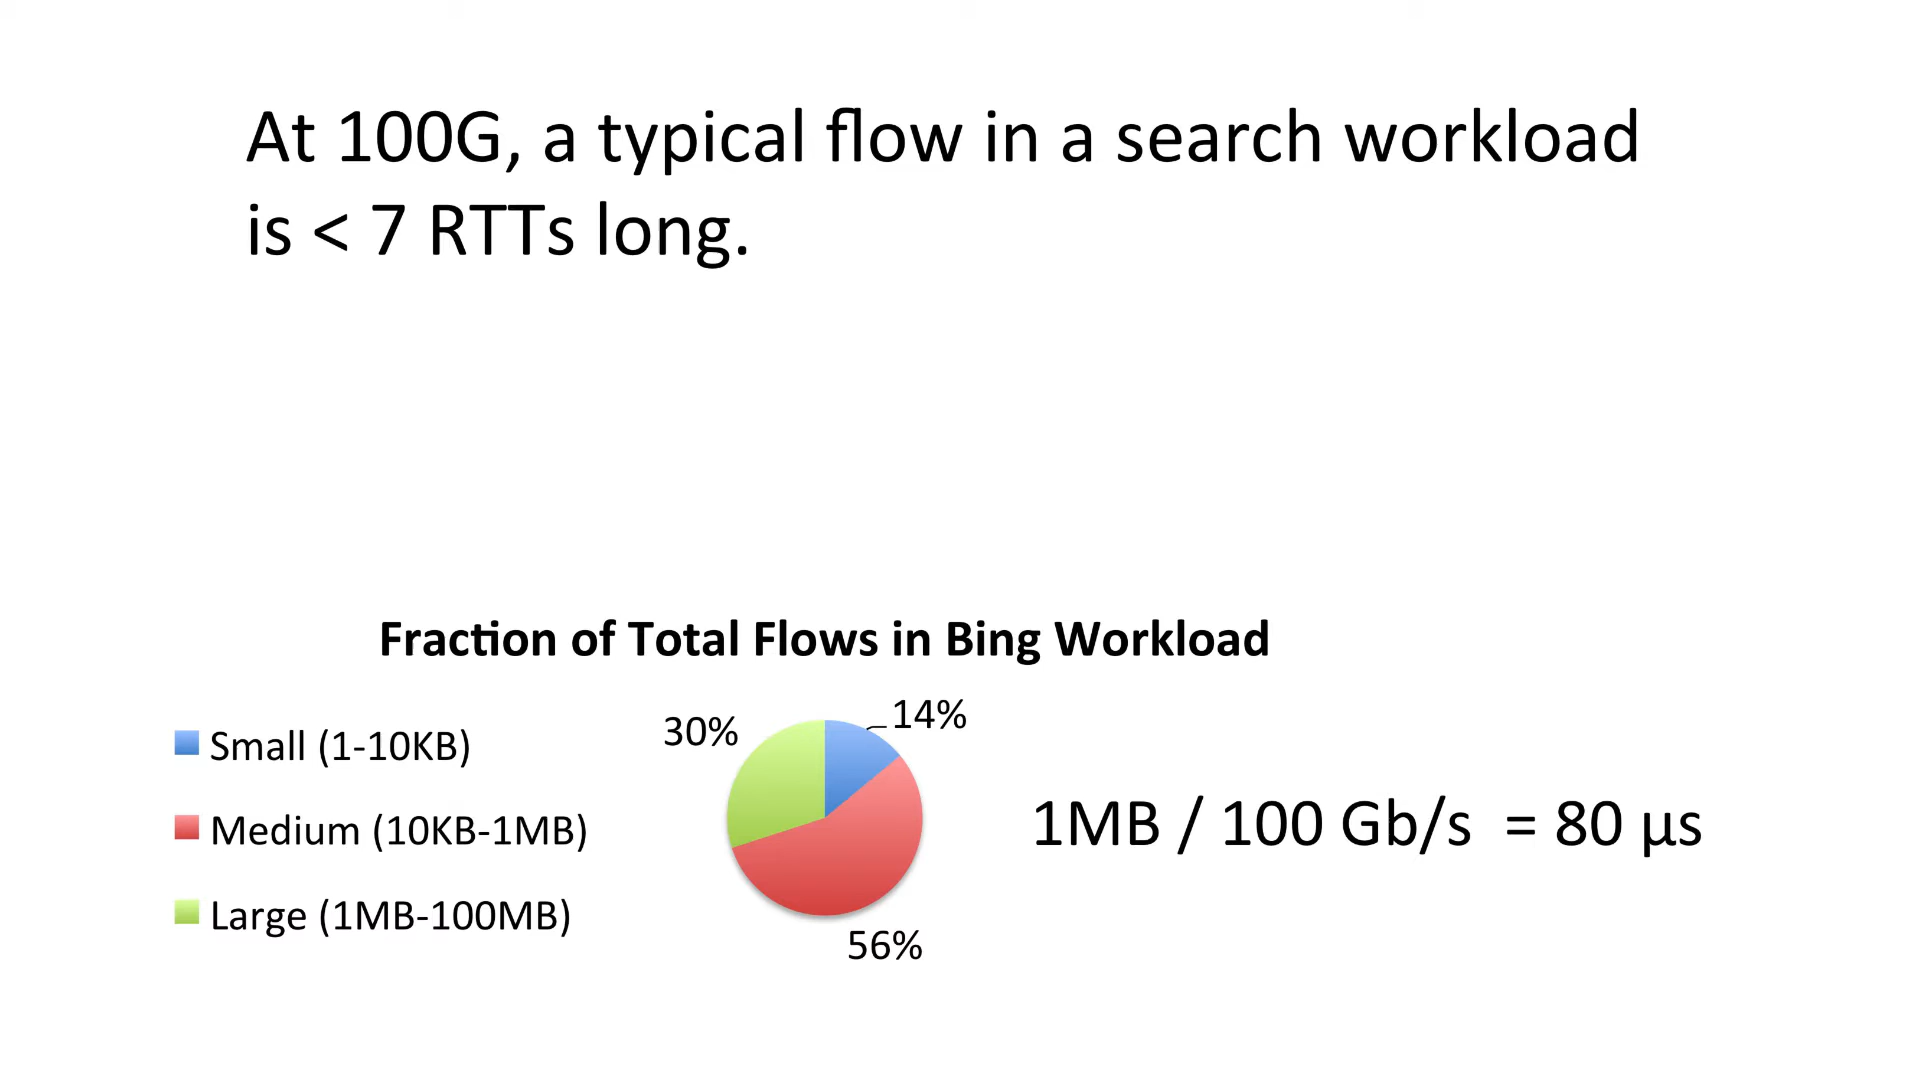 At 100G, a typical flow in a search workload
is < 7 RTTs long.
Fraction of Total Flows in Bing Workload
Small (1-10KB)
Medium (10KB-1MB)
Large (1MB-100MB)
30%
14%
56%
1MB / 100 Gb/s = 80 µs